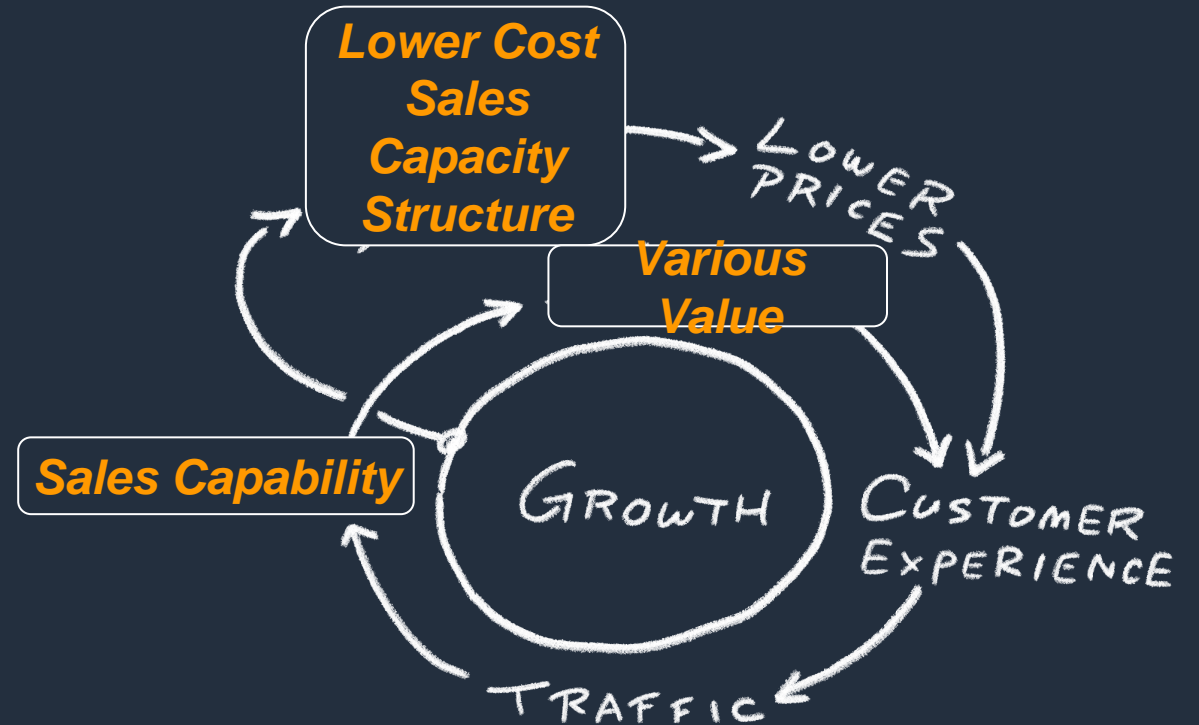 Lower Cost
Sales
Capacity
Structure
LOWER
PRICES
Various
Value
Sales Capability
GROWTH
CUSTOMER
EXPERIENCE
TRAFFIC